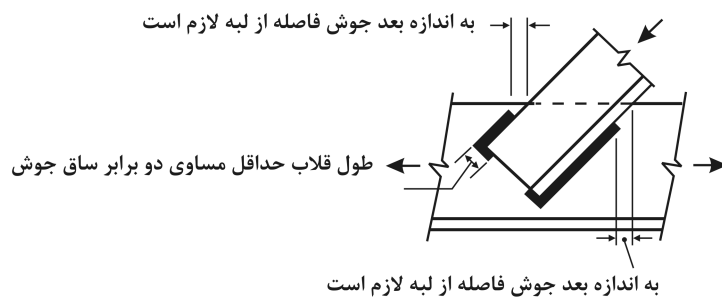 به اندازه بعد جوش فاصله از لبه لازم است
طول قلاب حداقل مساوی دو برابر ساق جوش
به اندازه بعد جوش فاصله از لبه لازم است